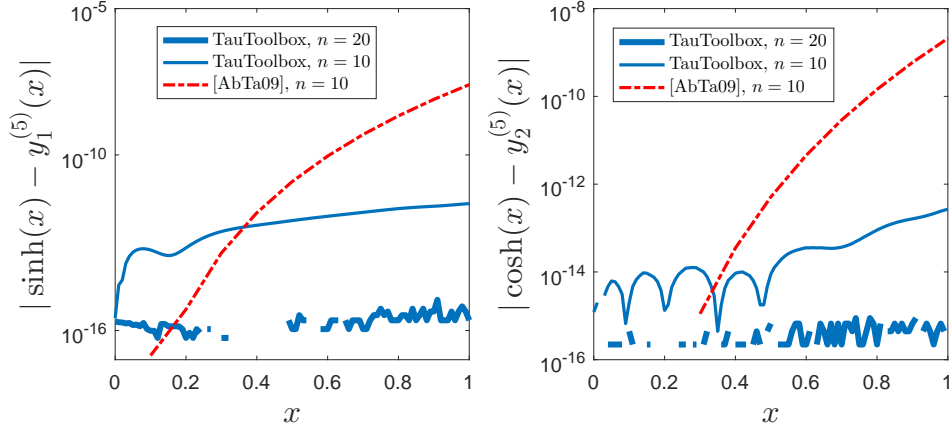 10^{-5}
10^{-10}
10^{-16}
| sinh(x) − y_1^{(5)}(x)|
TauToolbox, n = 20
TauToolbox, n = 10
[AbTa09], n = 10
0 0.2 0.4 0.6 0.8 1
x
10^{-8}
10^{-10}
10^{-12}
10^{-14}
10^{-16}
| cosh(x) − y_2^{(5)}(x)|
TauToolbox, n = 20
TauToolbox, n = 10
[AbTa09], n = 10
0 0.2 0.4 0.6 0.8 1
x